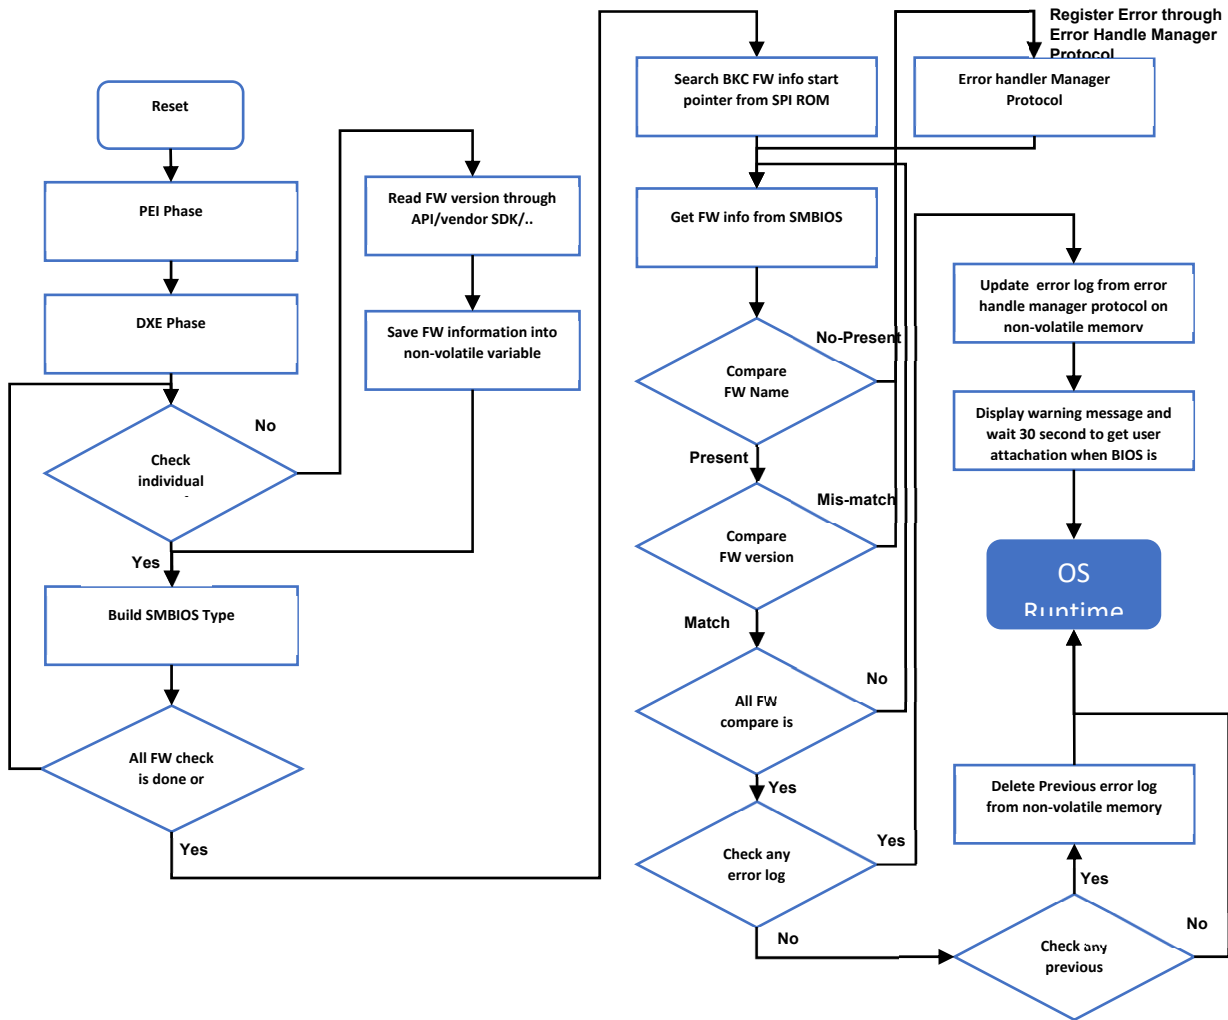 Reset
PEI Phase
DXE Phase
No
Check
individual
Yes
Build SMBIOS Type
All FW check
is done or
Yes
Read FW version through
API/vendor SDK/..
Save FW information into
non-volatile variable
Search BKC FW info start
pointer from SPI ROM
Get FW info from SMBIOS
No-Present
Compare
FW Name
Present
Mis-match
Compare
FW version
Match
No
All FW
compare is
Yes
Check any
error log
Yes
No
Register Error through
Error Handle Manager
Protocol
Error handler Manager
Protocol
Update error log from error
handle manager protocol on
non-volatile memory
Display warning message and
wait 30 second to get user
attachation when BIOS is
OS
Runtime
Delete Previous error log
from non-volatile memory
Yes
No
Check any
previous